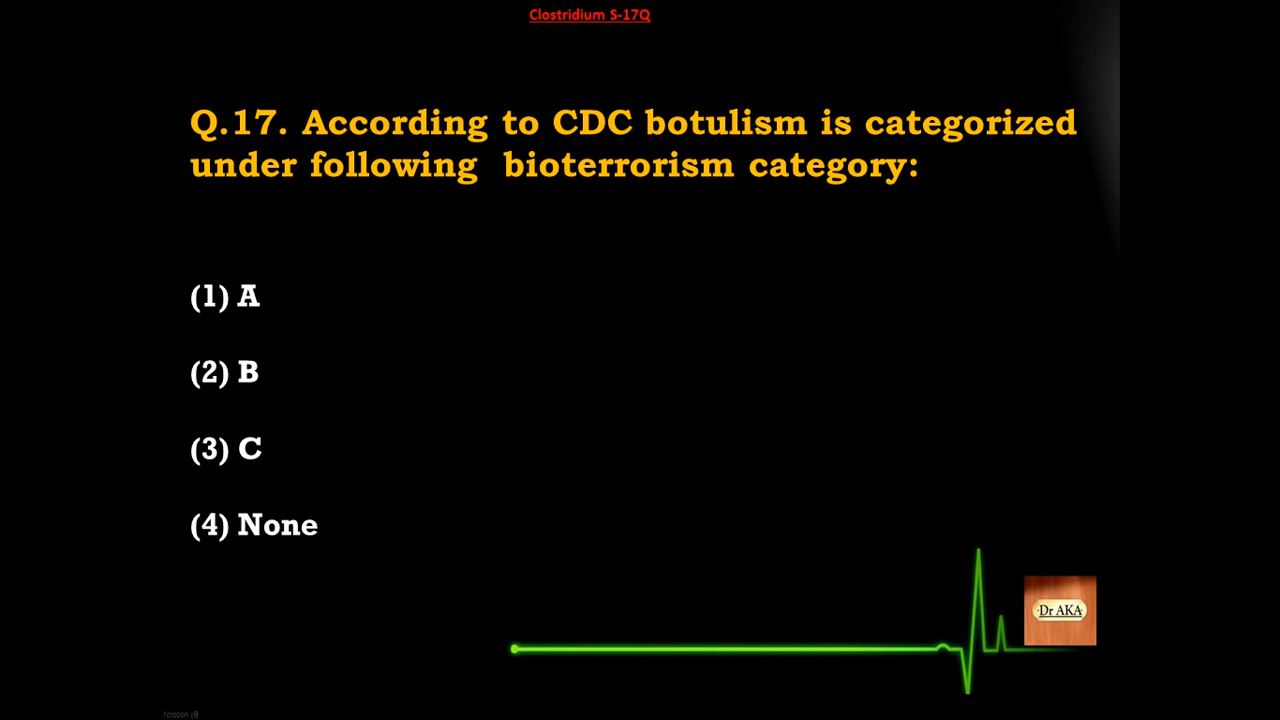 Clostridium S-17Q
Q.17. According to CDC botulism is categorized
under following bioterrorism category:
(1) A
(2) B
(3) C
(4) None
Dr AKA